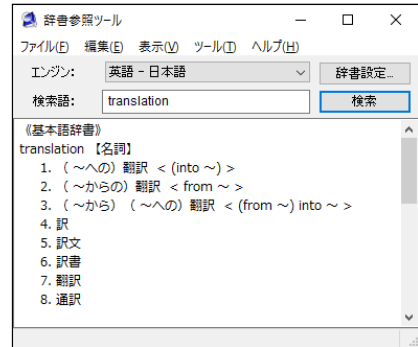 辞書参照ツール
ファイル(F) 編集(E) 表示(V) ツール(T) ヘルプ(H)
エンジン: 英語 - 日本語 辞書設定...
検索語: translation 検索
《基本語辞書》
translation 【名詞】
1. ( ～への) 翻訳 < (into ～) >
2. ( ～からの) 翻訳 < from ～ >
3. ( ～から) ( ～への) 翻訳 < (from ～) into ～ >
4. 訳
5. 訳文
6. 訳書
7. 翻訳
8. 通訳